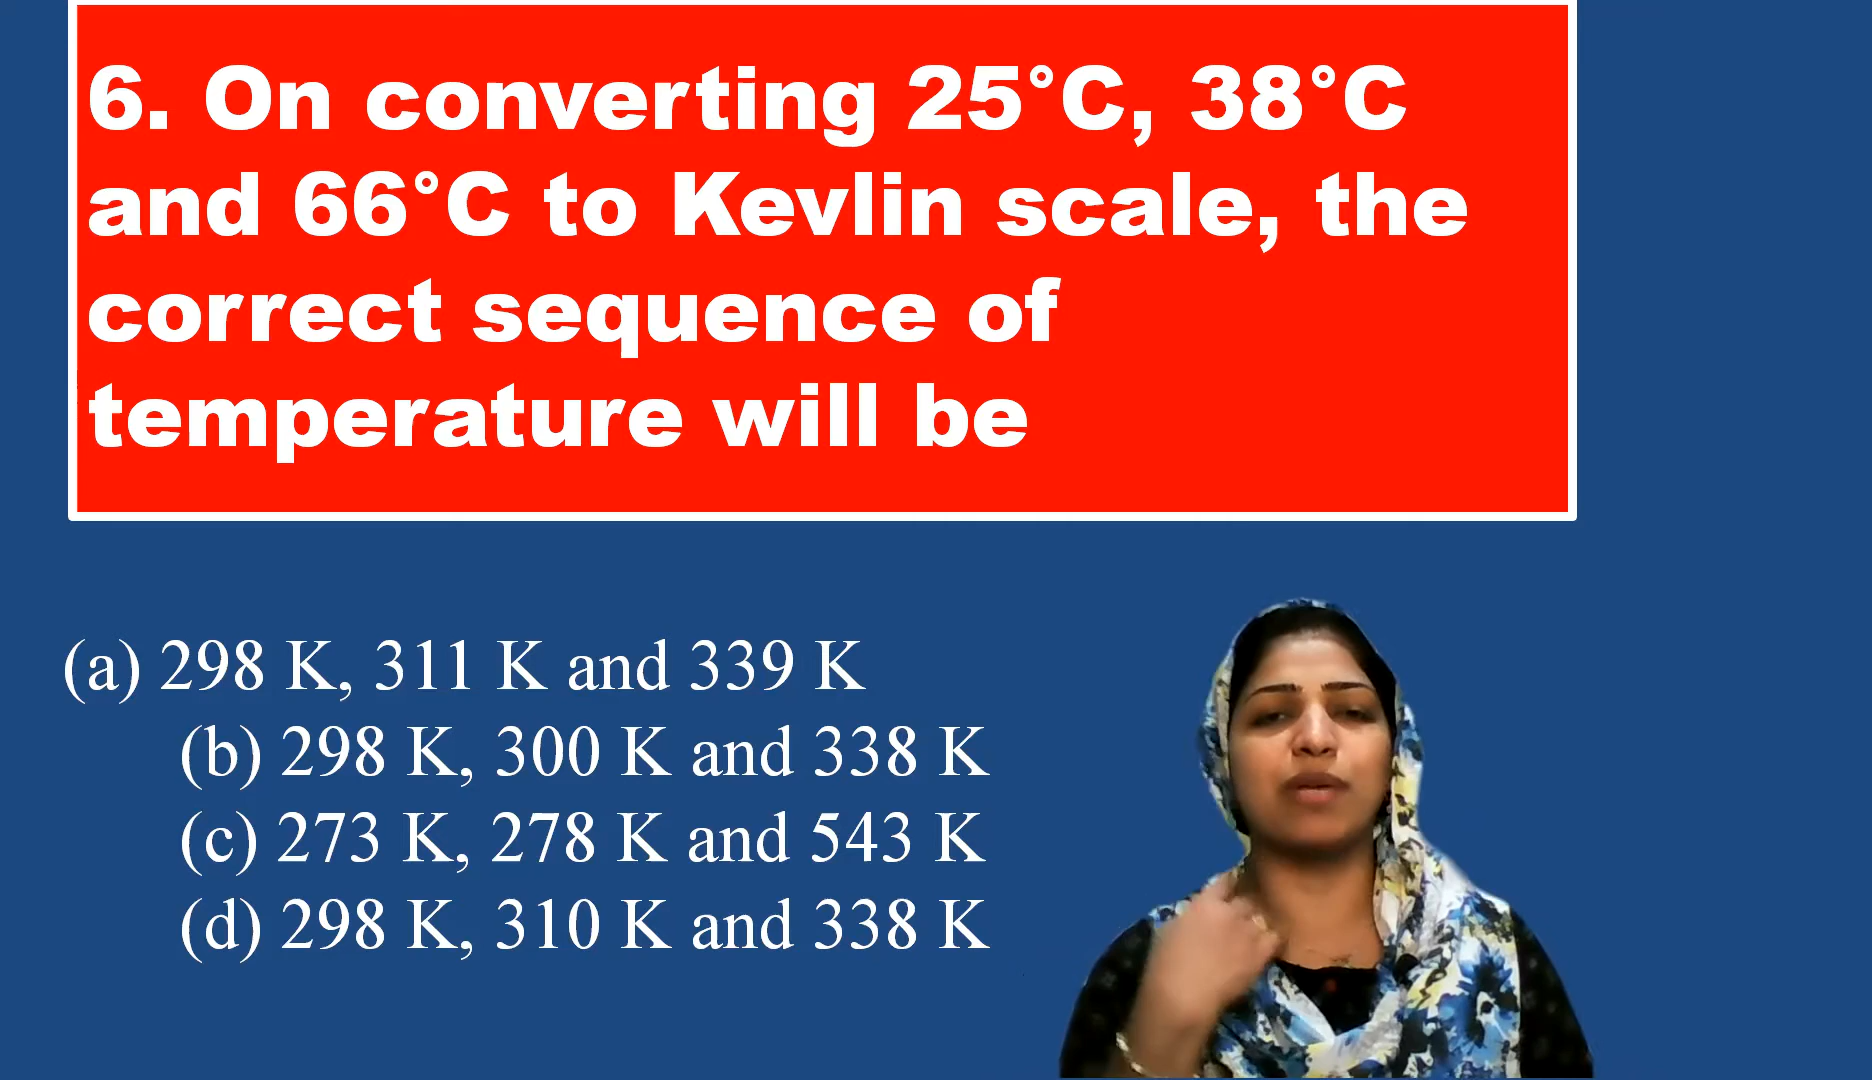 6. On converting 25°C, 38°C
and 66°C to Kevlin scale, the
correct sequence of
temperature will be
(a) 298 K, 311 K and 339 K
(b) 298 K, 300 K and 338 K
(c) 273 K, 278 K and 543 K
(d) 298 K, 310 K and 338 K